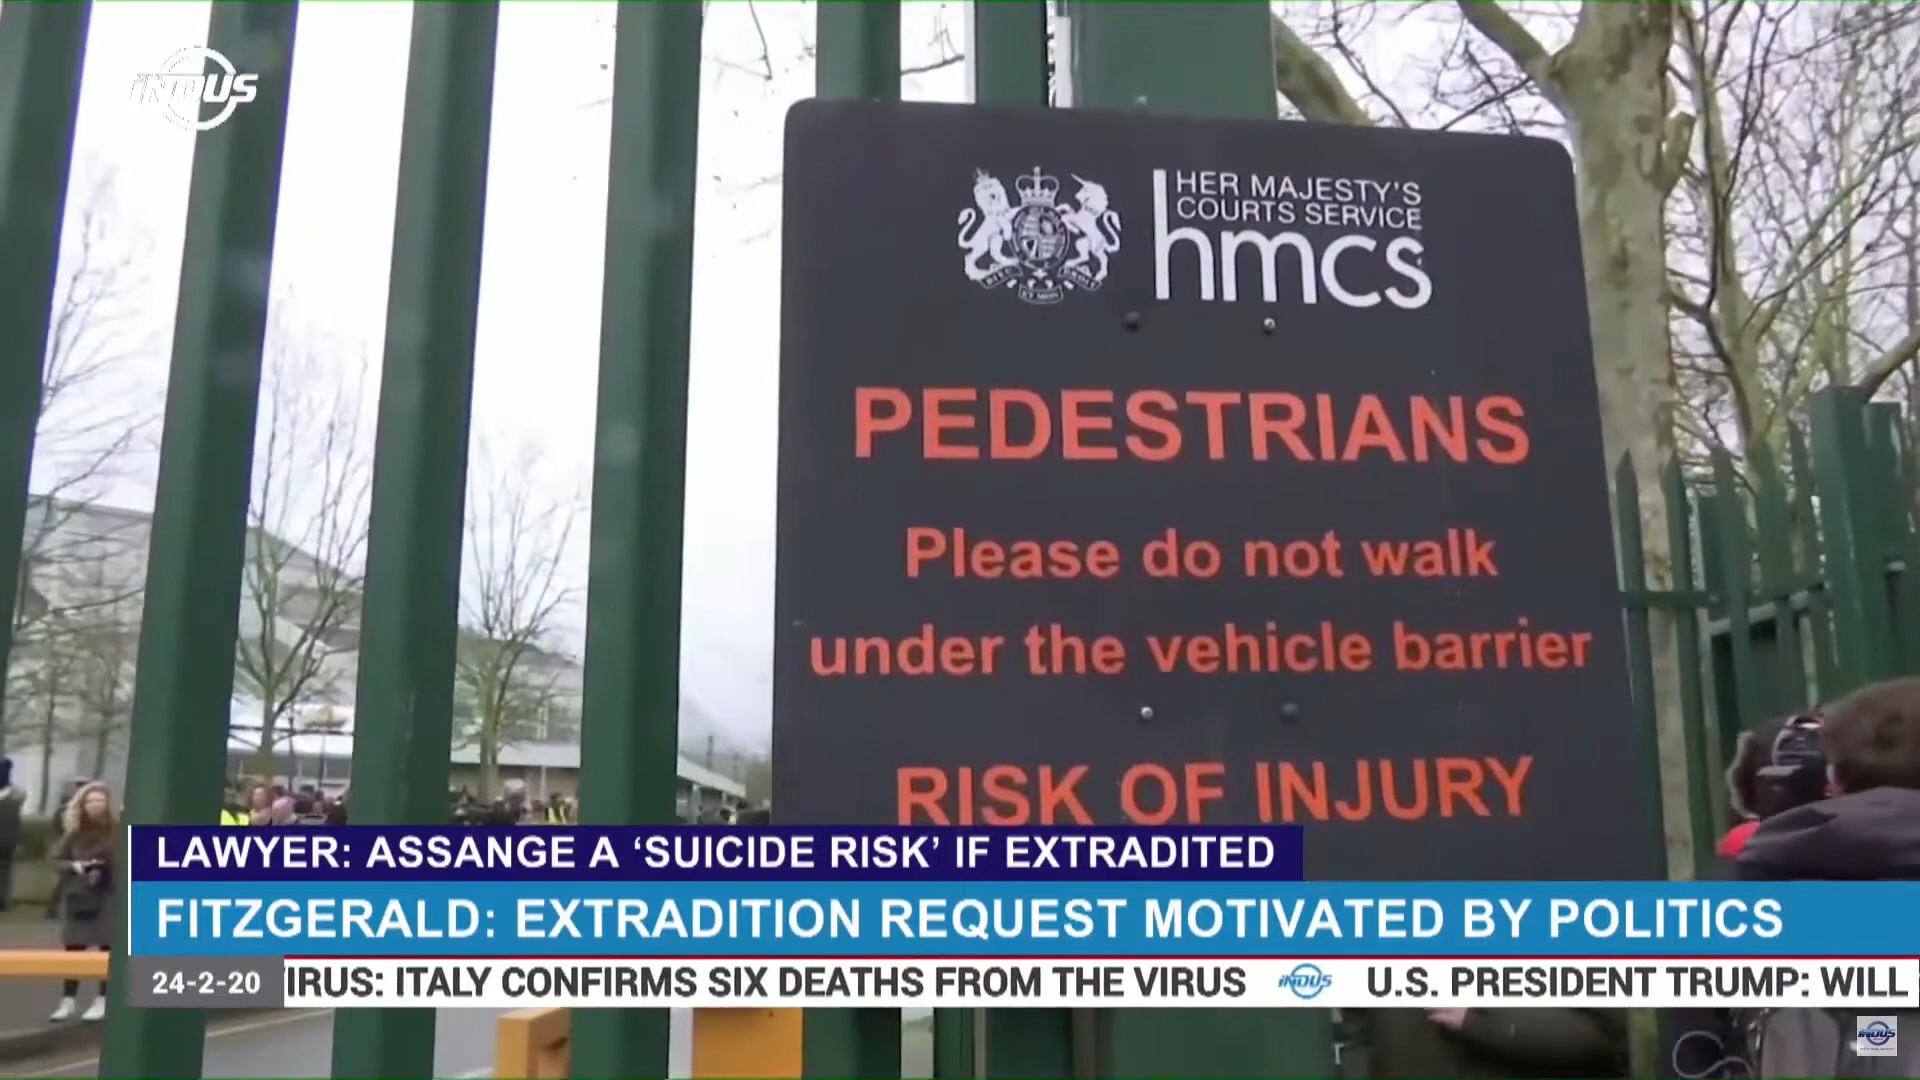 INDUS
HER MAJESTY'S
COURTS SERVICE
hmcs
PEDESTRIANS
Please do not walk
under the vehicle barrier
RISK OF INJURY
LAWYER: ASSANGE A ‘SUICIDE RISK’ IF EXTRADITED
FITZGERALD: EXTRADITION REQUEST MOTIVATED BY POLITICS
24-2-20
IRUS: ITALY CONFIRMS SIX DEATHS FROM THE VIRUS INDUS U.S. PRESIDENT TRUMP: WILL
INDUS